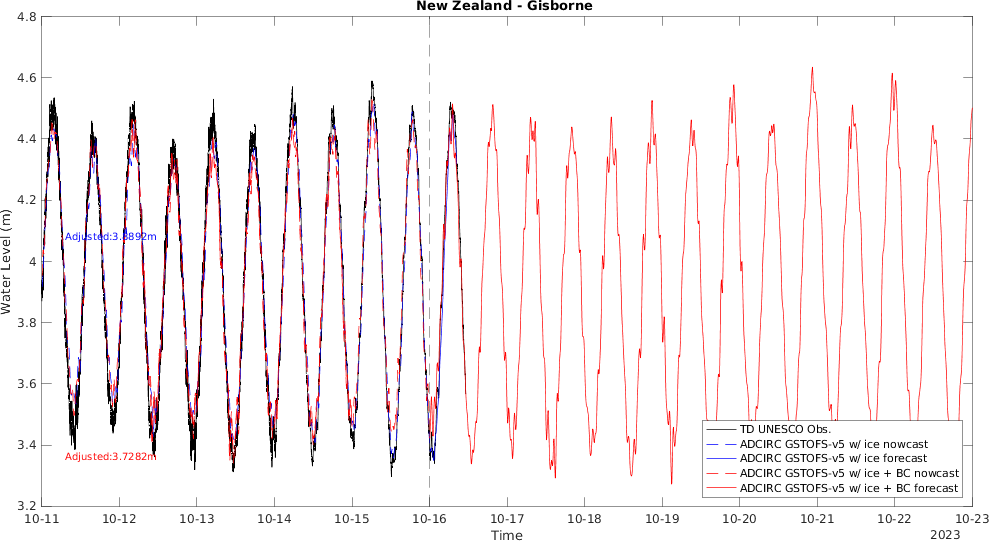 New Zealand - Gisborne
4.8
4.6
4.4
4.2
4
3.8
3.6
3.4
3.2
Water Level (m)
Adjusted:3.8892m
Adjusted:3.7282m
TD UNESCO Obs.
ADCIRC GSTOFS-v5 w/ ice nowcast
ADCIRC GSTOFS-v5 w/ ice forecast
ADCIRC GSTOFS-v5 w/ ice + BC nowcast
ADCIRC GSTOFS-v5 w/ ice + BC forecast
10-11 10-12 10-13 10-14 10-15 10-16 10-17 10-18 10-19 10-20 10-21 10-22 10-23
Time
2023